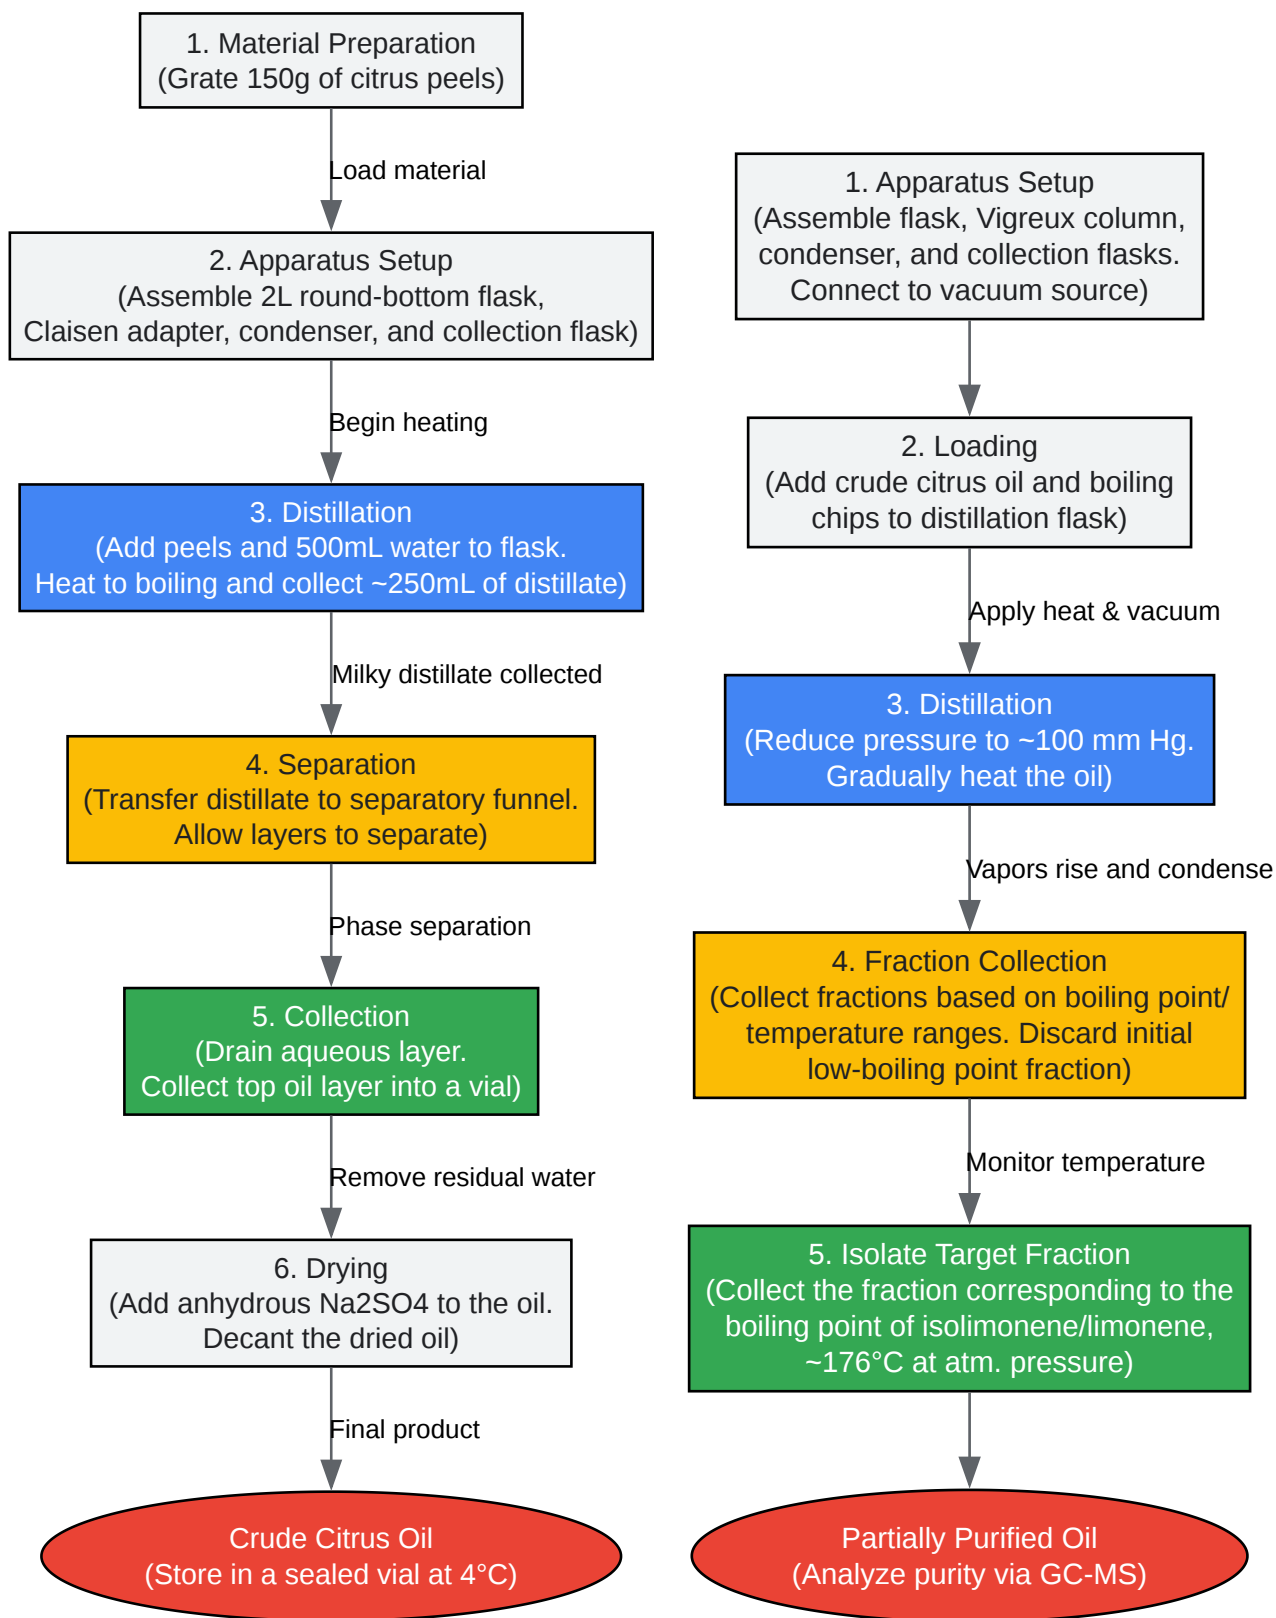 1. Material Preparation
(Grate 150g of citrus peels)
Load material
2. Apparatus Setup
(Assemble 2L round-bottom flask,
Claisen adapter, condenser, and collection flask)
Begin heating
3. Distillation
(Add peels and 500mL water to flask.
Heat to boiling and collect ~250mL of distillate)
Milky distillate collected
4. Separation
(Transfer distillate to separatory funnel.
Allow layers to separate)
Phase separation
5. Collection
(Drain aqueous layer.
Collect top oil layer into a vial)
Remove residual water
6. Drying
(Add anhydrous Na2SO4 to the oil.
Decant the dried oil)
Final product
Crude Citrus Oil
(Store in a sealed vial at 4°C)
1. Apparatus Setup
(Assemble flask, Vigreux column,
condenser, and collection flasks.
Connect to vacuum source)
2. Loading
(Add crude citrus oil and boiling
chips to distillation flask)
Apply heat & vacuum
3. Distillation
(Reduce pressure to ~100 mm Hg.
Gradually heat the oil)
Vapors rise and condense
4. Fraction Collection
(Collect fractions based on boiling point/
temperature ranges. Discard initial
low-boiling point fraction)
Monitor temperature
5. Isolate Target Fraction
(Collect the fraction corresponding to the
boiling point of isolimonene/limonene,
~176°C at atm. pressure)
Partially Purified Oil
(Analyze purity via GC-MS)